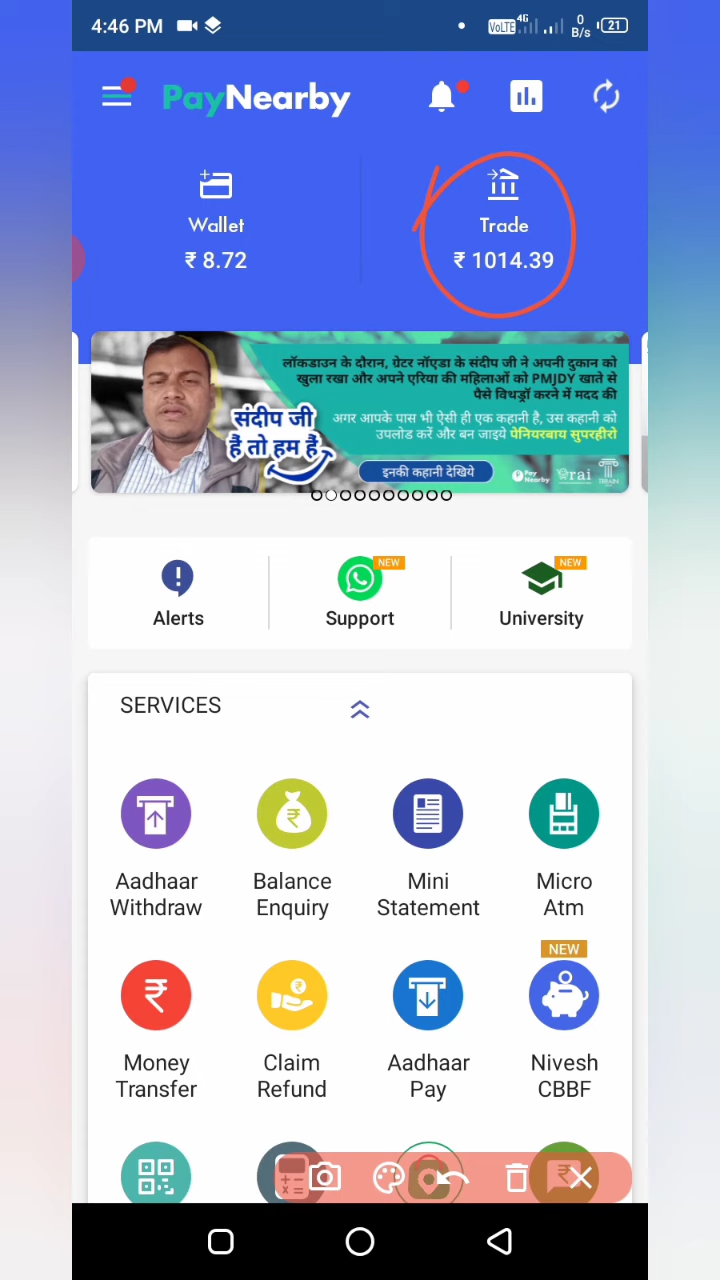 4:46 PM
VoLTE 4G 0 B/s 21
PayNearby
Wallet
₹ 8.72
Trade
₹ 1014.39
लॉकडाउन के दौरान, ग्रेटर नॉएडा के संदीप जी ने अपनी दुकान को
खुला रखा और अपने एरिया की महिलाओं को PMJDY खाते से
पैसे विथड्रॉ करने में मदद की
संदीप जी
हैं तो हम हैं
अगर आपके पास भी ऐसी ही एक कहानी है, उस कहानी को
उपलोड करें और बन जाइये पेनियरबाय सुपरहीरो
इनकी कहानी देखिये
Pay Nearby
rai
Alerts
NEW
Support
NEW
University
SERVICES
Aadhaar Withdraw
Balance Enquiry
Mini Statement
Micro Atm
NEW
Money Transfer
Claim Refund
Aadhaar Pay
Nivesh CBBF